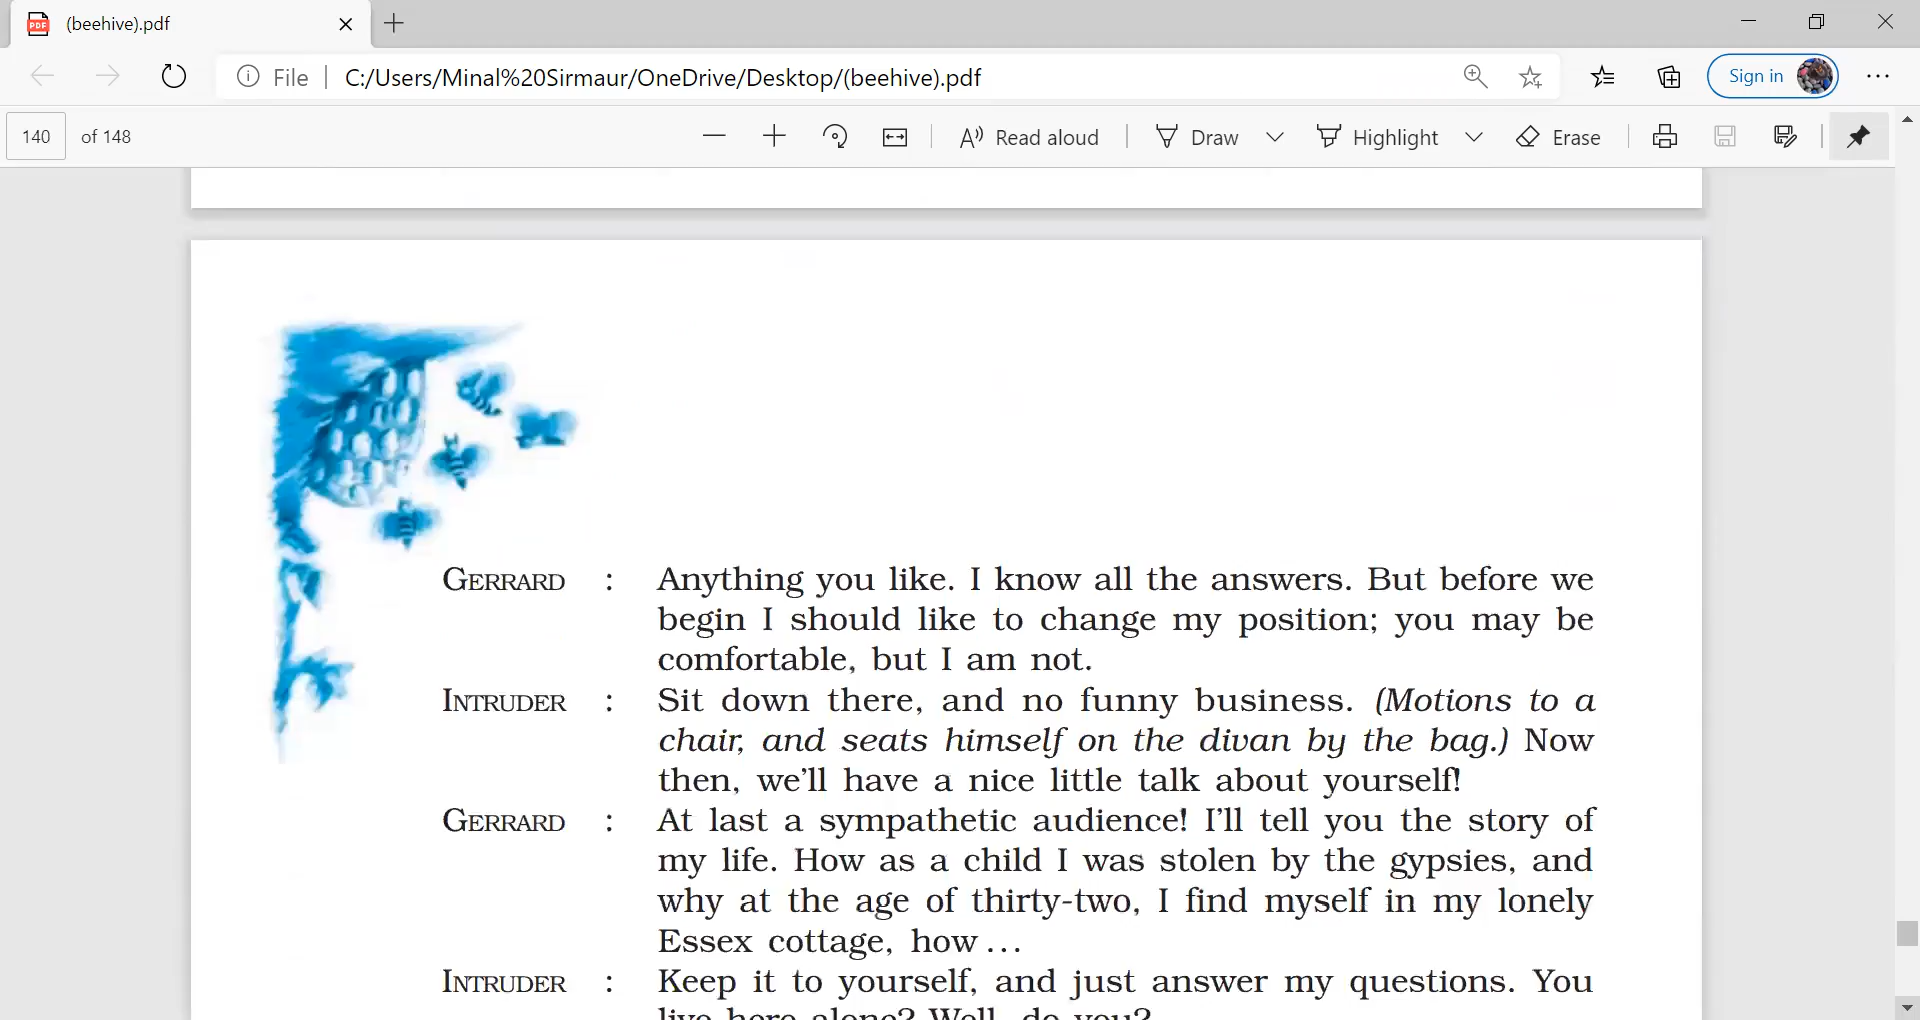 (beehive).pdf
File | C:/Users/Minal%20Sirmaur/OneDrive/Desktop/(beehive).pdf
Sign in
140 of 148
Read aloud
Draw
Highlight
Erase
GERRARD : Anything you like. I know all the answers. But before we
begin I should like to change my position; you may be
comfortable, but I am not.
INTRUDER : Sit down there, and no funny business. (Motions to a
chair, and seats himself on the divan by the bag.) Now
then, we'll have a nice little talk about yourself!
GERRARD : At last a sympathetic audience! I'll tell you the story of
my life. How as a child I was stolen by the gypsies, and
why at the age of thirty-two, I find myself in my lonely
Essex cottage, how ...
INTRUDER : Keep it to yourself, and just answer my questions. You
live here alone? Well, do you?